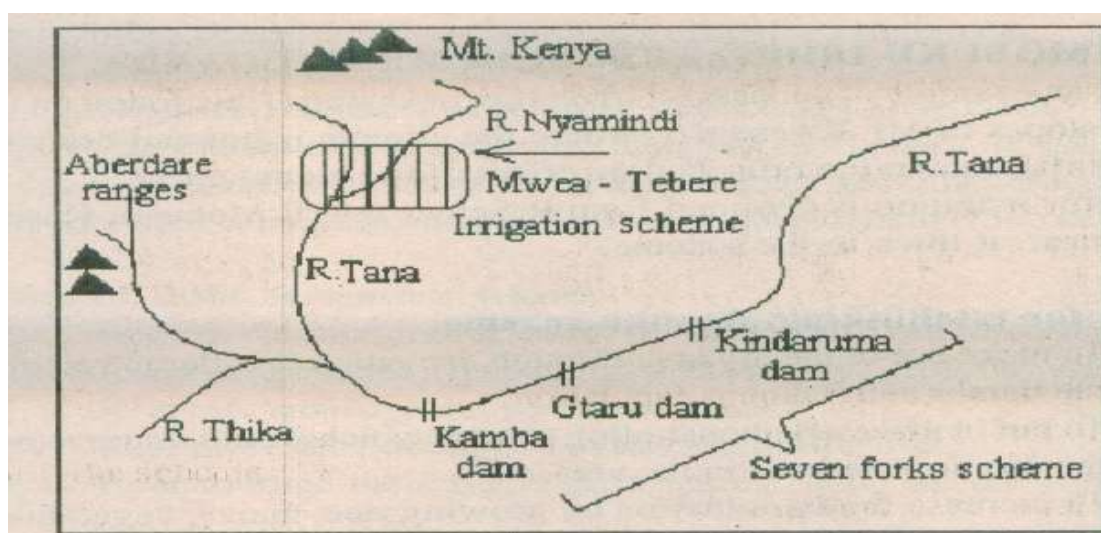 Mt. Kenya
R. Nyamindi
Aberdare
ranges
R.Tana
Mwea - Tebere
Irrigation scheme
R.Tana
Kindaruma
dam
Gtaru dam
R. Thika
Kamba
dam
Seven forks scheme